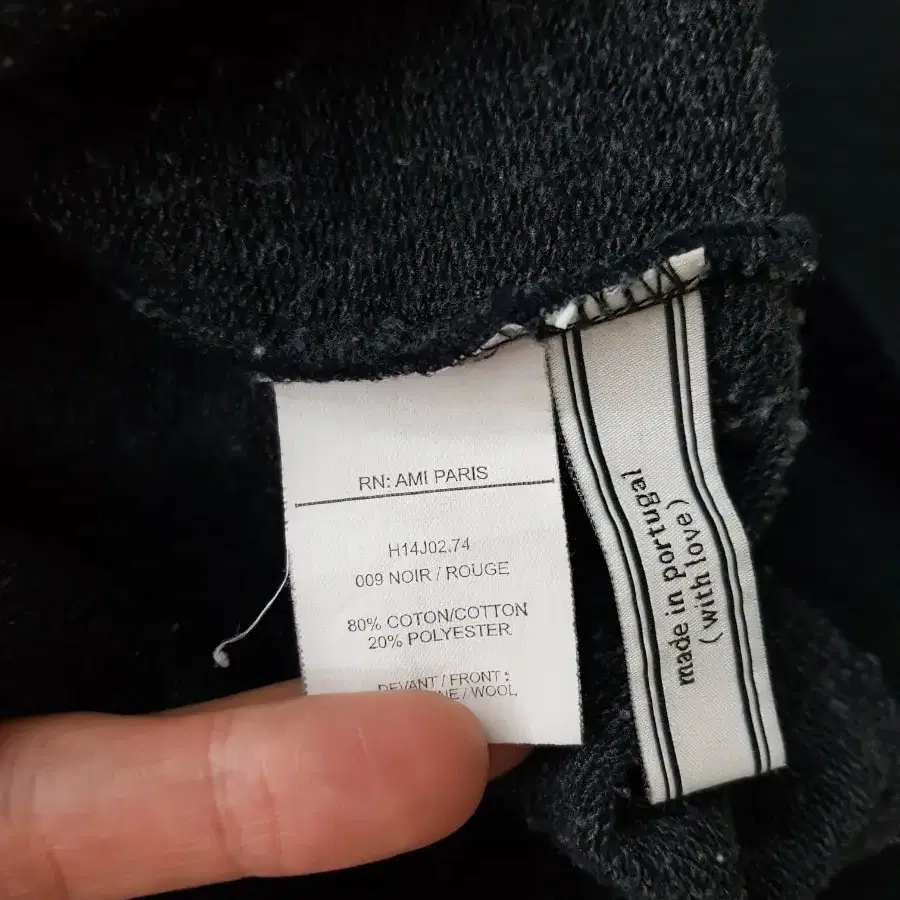 RN: AMI PARIS
H14J02.74
009 NOIR / ROUGE
80% COTON/COTTON
20% POLYESTER
DEVANT / FRONT :
/ WOOL
made in portugal
(with love)